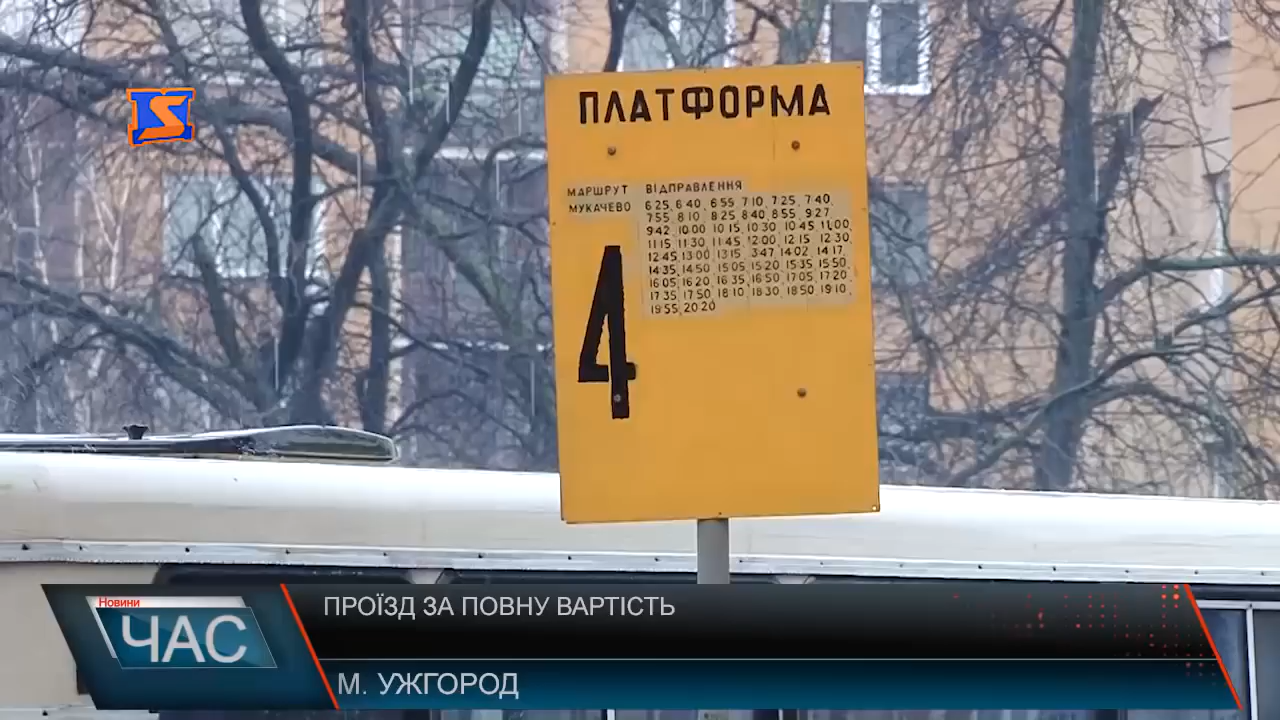 ПЛАТФОРМА
МАРШРУТ ВІДПРАВЛЕННЯ
МУКАЧЕВО 6 25, 6 40, 6 55 7 10, 7 25, 7 40,
7 55 8 10, 8 25, 8 40, 8 55, 9 27,
9 42, 10 00, 10 15, 10 30, 10 45, 11 00,
11 15, 11 30, 11 45, 12 00, 12 15, 12 30,
12 45, 13 00, 13 15, 13 47, 14 02, 14 17,
14 35, 14 50, 15 05, 15 20, 15 35, 15 50,
16 05, 16 20, 16 35, 16 50, 17 05, 17 20,
17 35, 17 50, 18 10, 18 30, 18 50, 19 10,
19 55, 20 20
4
Новини
ЧАС
ПРОЇЗД ЗА ПОВНУ ВАРТІСТЬ
М. УЖГОРОД